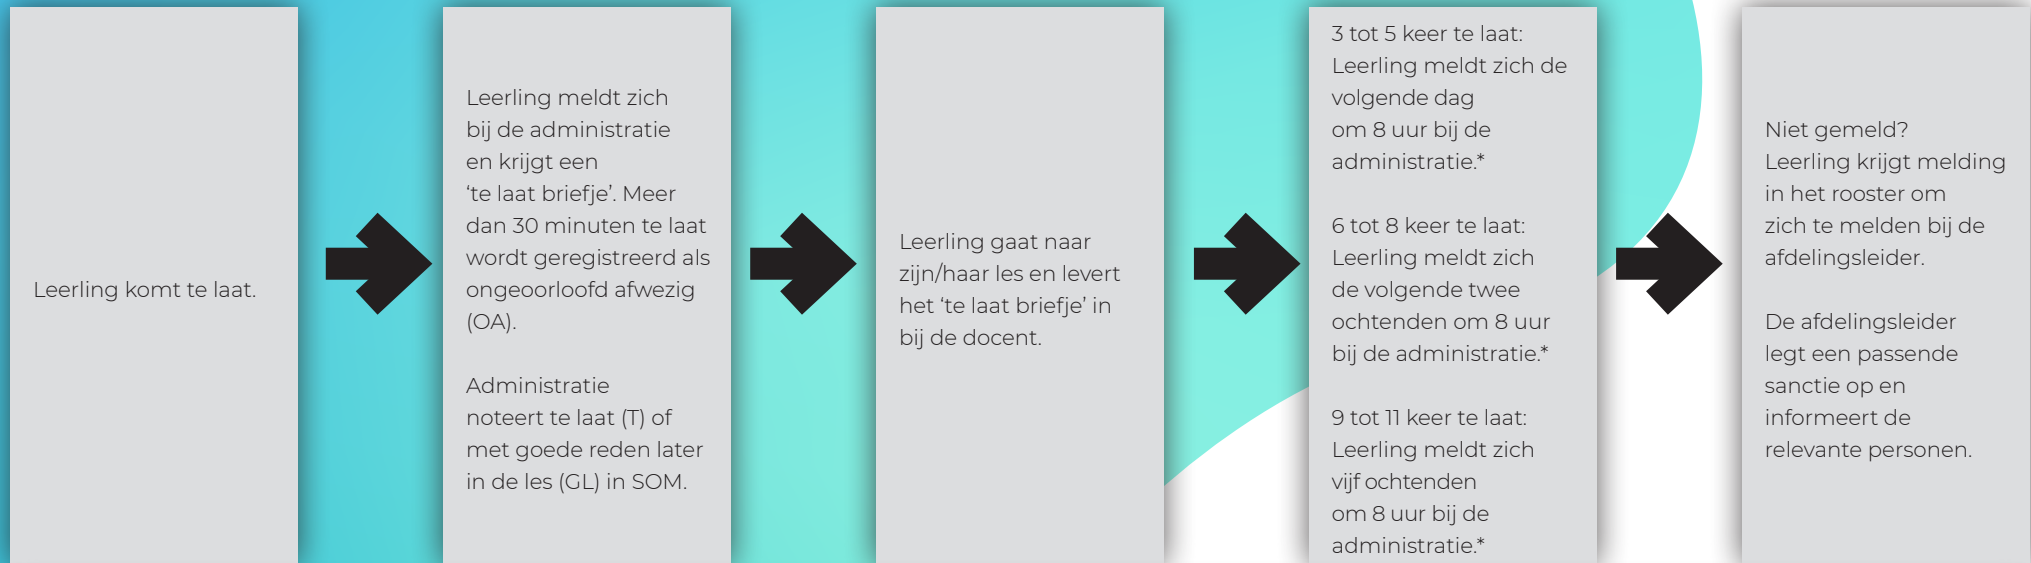 Leerling komt te laat.
Leerling meldt zich
bij de administratie
en krijgt een
‘te laat briefje’. Meer
dan 30 minuten te laat
wordt geregistreerd als
ongeoorloofd afwezig
(OA).
Administratie
noteert te laat (T) of
met goede reden later
in de les (GL) in SOM.
Leerling gaat naar
zijn/haar les en levert
het ‘te laat briefje’ in
bij de docent.
3 tot 5 keer te laat:
Leerling meldt zich de
volgende dag
om 8 uur bij de
administratie.*
6 tot 8 keer te laat:
Leerling meldt zich
de volgende twee
ochtenden om 8 uur
bij de administratie.*
9 tot 11 keer te laat:
Leerling meldt zich
vijf ochtenden
om 8 uur bij de
administratie.*
Niet gemeld?
Leerling krijgt melding
in het rooster om
zich te melden bij de
afdelingsleider.
De afdelingsleider
legt een passende
sanctie op en
informeert de
relevante personen.